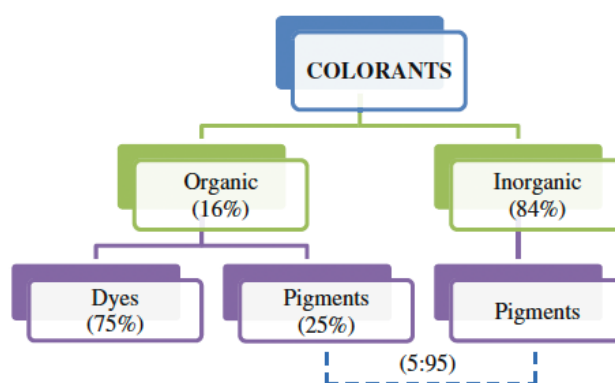 COLORANTS
Organic
(16%)
Inorganic
(84%)
Dyes
(75%)
Pigments
(25%)
Pigments
(5:95)